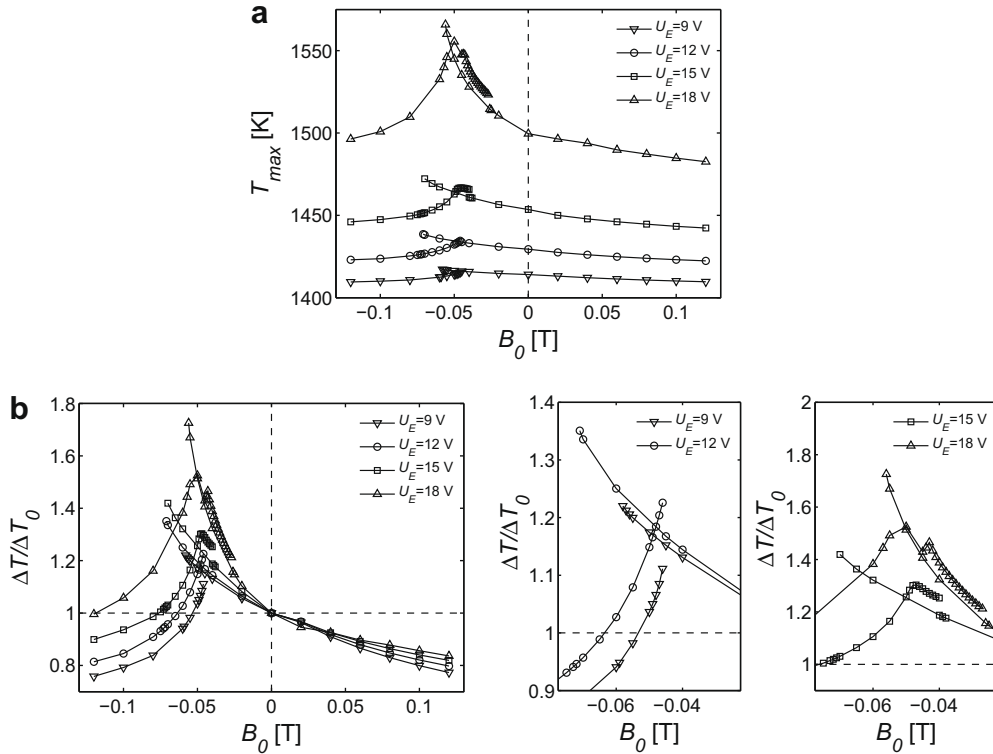 a
1550
1500
1450
1400
T_max [K]
U_E=9 V
U_E=12 V
U_E=15 V
U_E=18 V
−0.1 −0.05 0 0.05 0.1
B_0 [T]
b
1.8
1.6
1.4
1.2
1
0.8
ΔT/ΔT_0
U_E=9 V
U_E=12 V
U_E=15 V
U_E=18 V
−0.1 −0.05 0 0.05 0.1
B_0 [T]
1.4
1.3
1.2
1.1
1
0.9
ΔT/ΔT_0
U_E=9 V
U_E=12 V
−0.06 −0.04
B_0 [T]
2
1.8
1.6
1.4
1.2
1
ΔT/ΔT_0
U_E=15 V
U_E=18 V
−0.06 −0.04
B_0 [T]